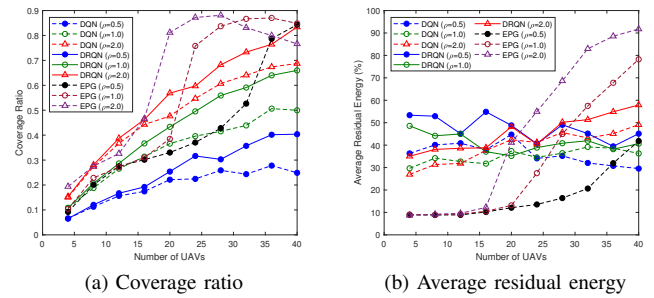 0.9
0.8
0.7
0.6
0.5
0.4
0.3
0.2
0.1
0
Coverage Ratio
DQN (ρ=0.5)
DQN (ρ=1.0)
DQN (ρ=2.0)
DRQN (ρ=0.5)
DRQN (ρ=1.0)
DRQN (ρ=2.0)
EPG (ρ=0.5)
EPG (ρ=1.0)
EPG (ρ=2.0)
0 5 10 15 20 25 30 35 40
Number of UAVs
(a) Coverage ratio
100
90
80
70
60
50
40
30
20
10
0
Average Residual Energy (%)
DQN (ρ=0.5)
DQN (ρ=1.0)
DQN (ρ=2.0)
DRQN (ρ=0.5)
DRQN (ρ=1.0)
DRQN (ρ=2.0)
EPG (ρ=0.5)
EPG (ρ=1.0)
EPG (ρ=2.0)
0 5 10 15 20 25 30 35 40
Number of UAVs
(b) Average residual energy